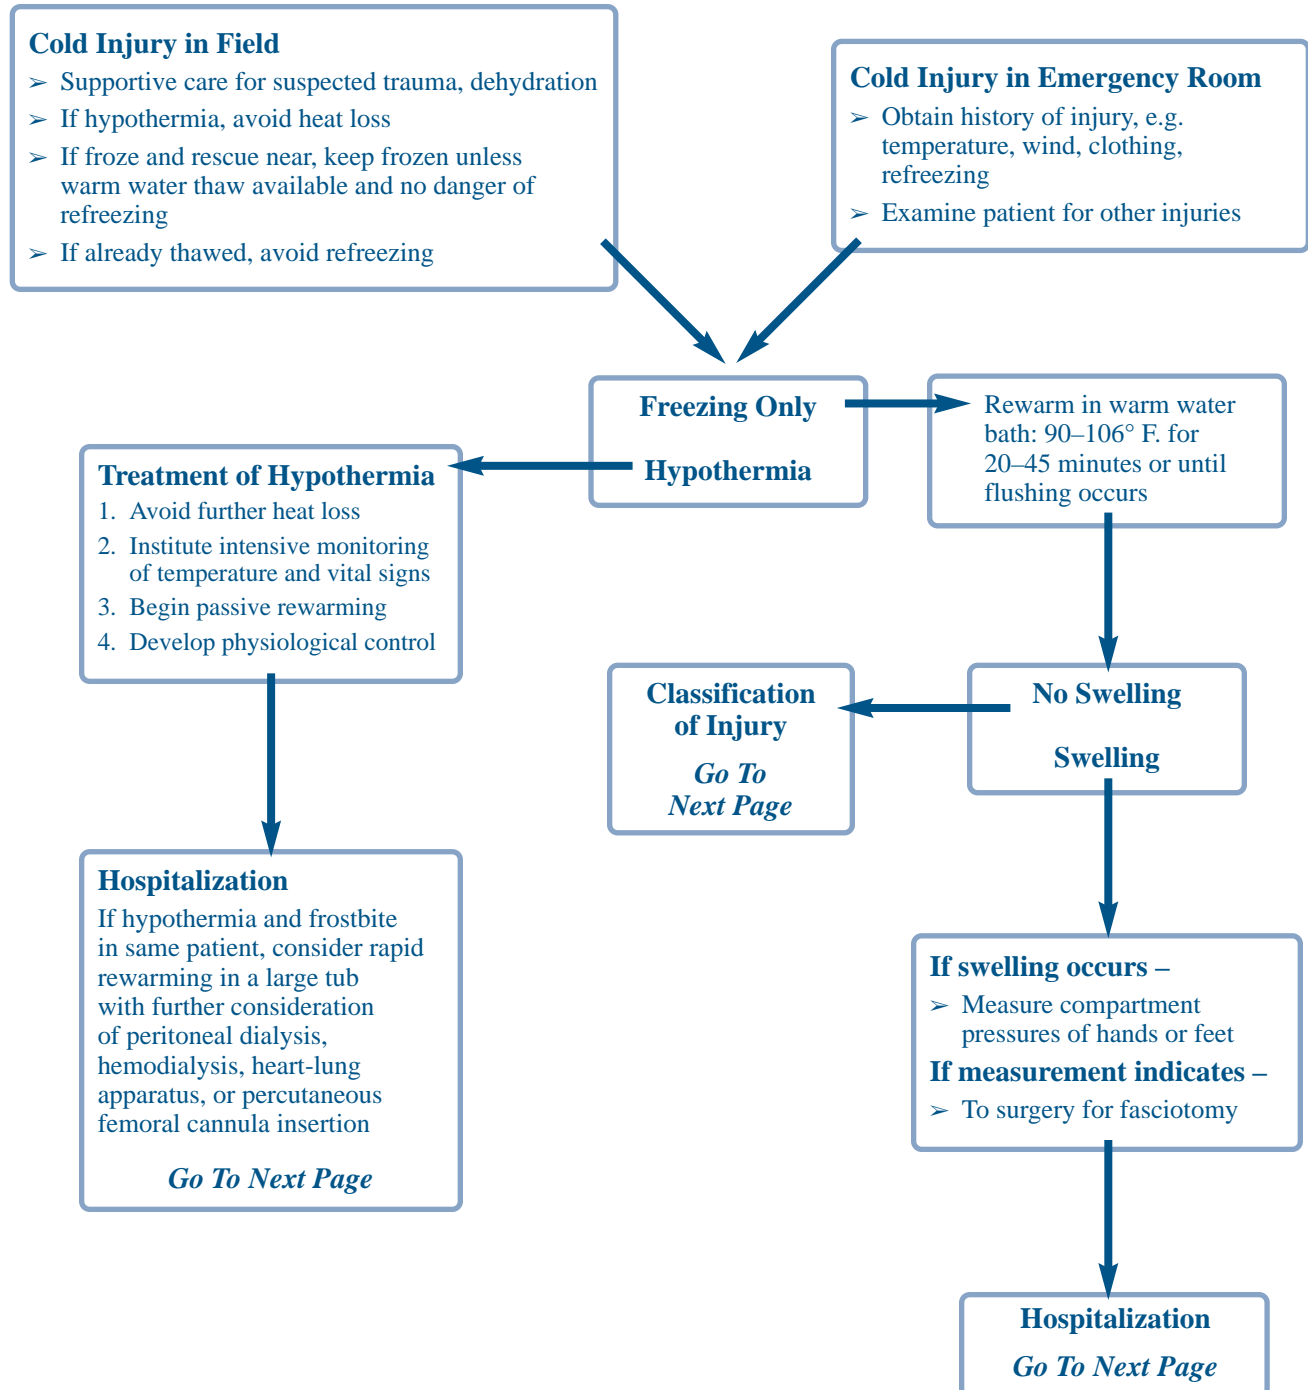 Cold Injury in Field
➢ Supportive care for suspected trauma, dehydration
➢ If hypothermia, avoid heat loss
➢ If froze and rescue near, keep frozen unless
warm water thaw available and no danger of
refreezing
➢ If already thawed, avoid refreezing
Cold Injury in Emergency Room
➢ Obtain history of injury, e.g.
temperature, wind, clothing,
refreezing
➢ Examine patient for other injuries
Freezing Only
Hypothermia
Rewarm in warm water
bath: 90–106° F. for
20–45 minutes or until
flushing occurs
Treatment of Hypothermia
1. Avoid further heat loss
2. Institute intensive monitoring
of temperature and vital signs
3. Begin passive rewarming
4. Develop physiological control
Classification
of Injury
Go To
Next Page
No Swelling
Swelling
Hospitalization
If hypothermia and frostbite
in same patient, consider rapid
rewarming in a large tub
with further consideration
of peritoneal dialysis,
hemodialysis, heart-lung
apparatus, or percutaneous
femoral cannula insertion
Go To Next Page
If swelling occurs –
➢ Measure compartment
pressures of hands or feet
If measurement indicates –
➢ To surgery for fasciotomy
Hospitalization
Go To Next Page